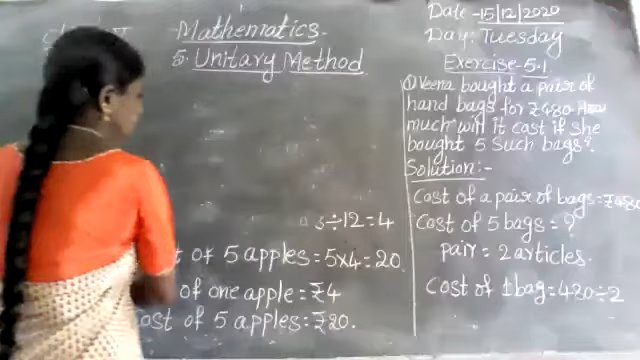 Mathematics.
5. Unitary Method
÷12=4
of 5 apples=5x4=20.
of one apple=₹4
cost of 5 apples=₹20.
Date-15|12|2020
Day: Tuesday
Exercise-5.1
① Veena bought a pair of
hand bags for ₹480. How
much will it cost if she
bought 5 such bags?
Solution:-
Cost of a pair of bags=₹480
Cost of 5 bags=?
pair=2 articles.
Cost of 1 bag=480÷2